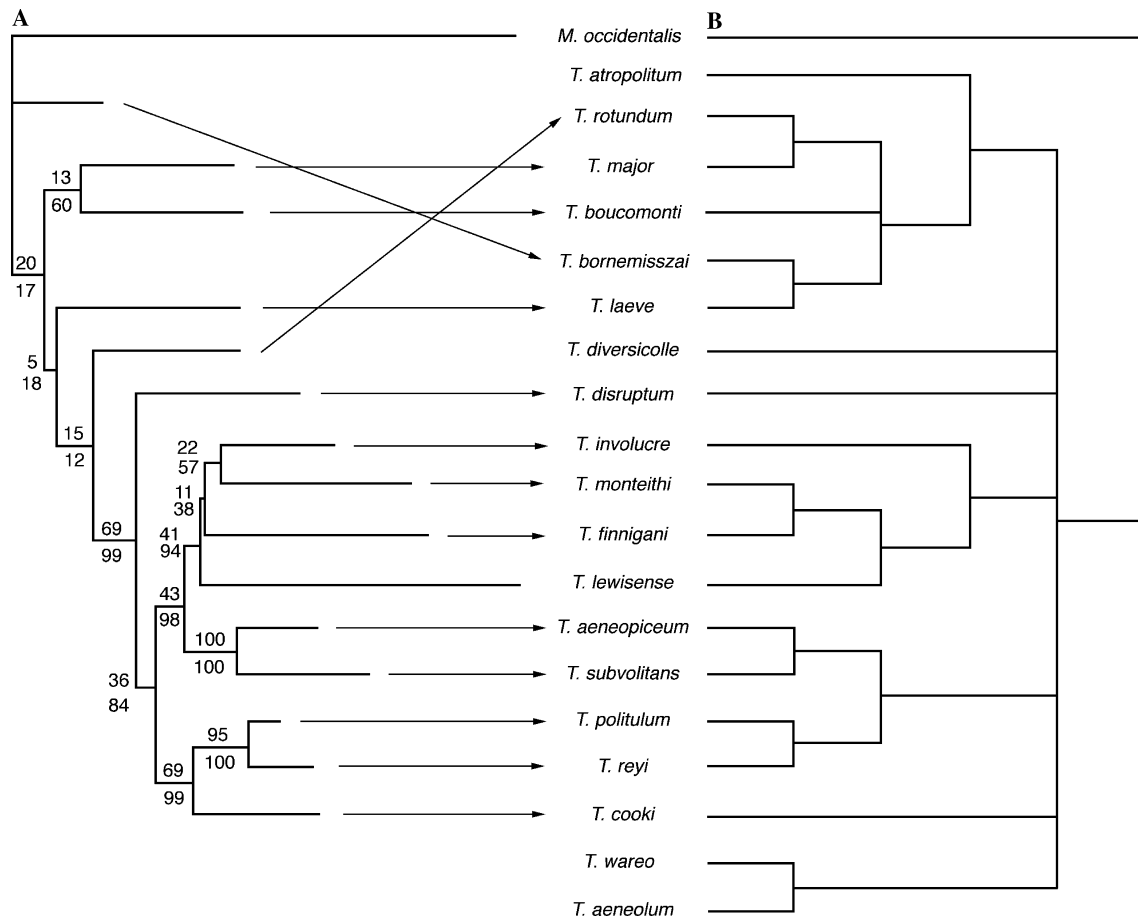 A
B
M. occidentalis
T. atropolitum
T. rotundum
T. major
13
60
T. boucomonti
T. bornemisszai
20
17
T. laeve
T. diversicolle
5
18
T. disruptum
15
12
T. involucre
22
57
T. monteithi
11
38
T. finnigani
69
99
41
94
T. lewisense
43
98
T. aeneopiceum
100
100
T. subvolitans
36
84
T. politulum
95
100
T. reyi
69
99
T. cooki
T. wareo
T. aeneolum